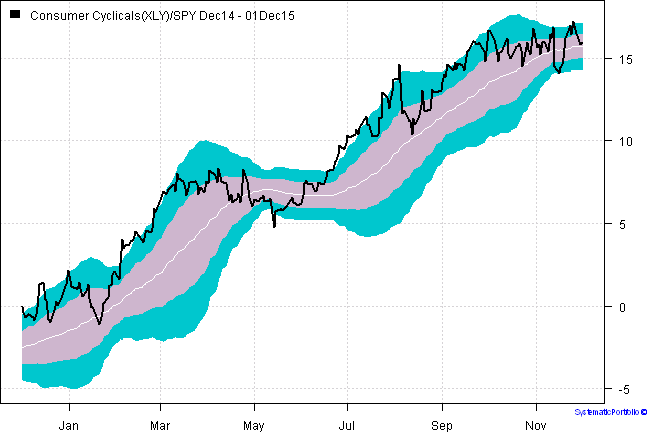 Consumer Cyclicals(XLY)/SPY Dec14 - 01Dec15
15
10
5
0
-5
Jan Mar May Jul Sep Nov
SystematicPortfolio ©